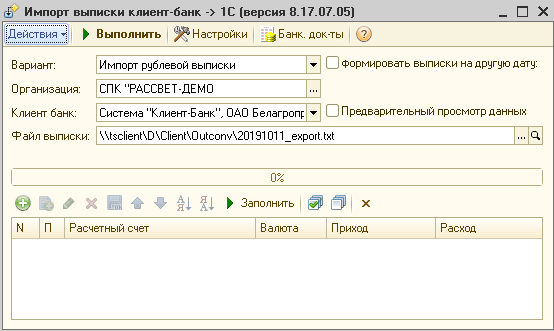 Импорт выписки клиент-банк -> 1С (версия 8.17.07.05)
Действия Выполнить Настройки Банк. док-ты ?
Вариант: Импорт рублевой выписки Формировать выписки на другую дату:
Организация: СПК "РАССВЕТ-ДЕМО ...
Клиент банк: Система "Клиент-Банк", ОАО Белагропр Предварительный просмотр данных
Файл выписки: \\tsclient\D\Client\Outconv\20191011_export.txt ...
0%
Заполнить
N П Расчетный счет Валюта Приход Расход